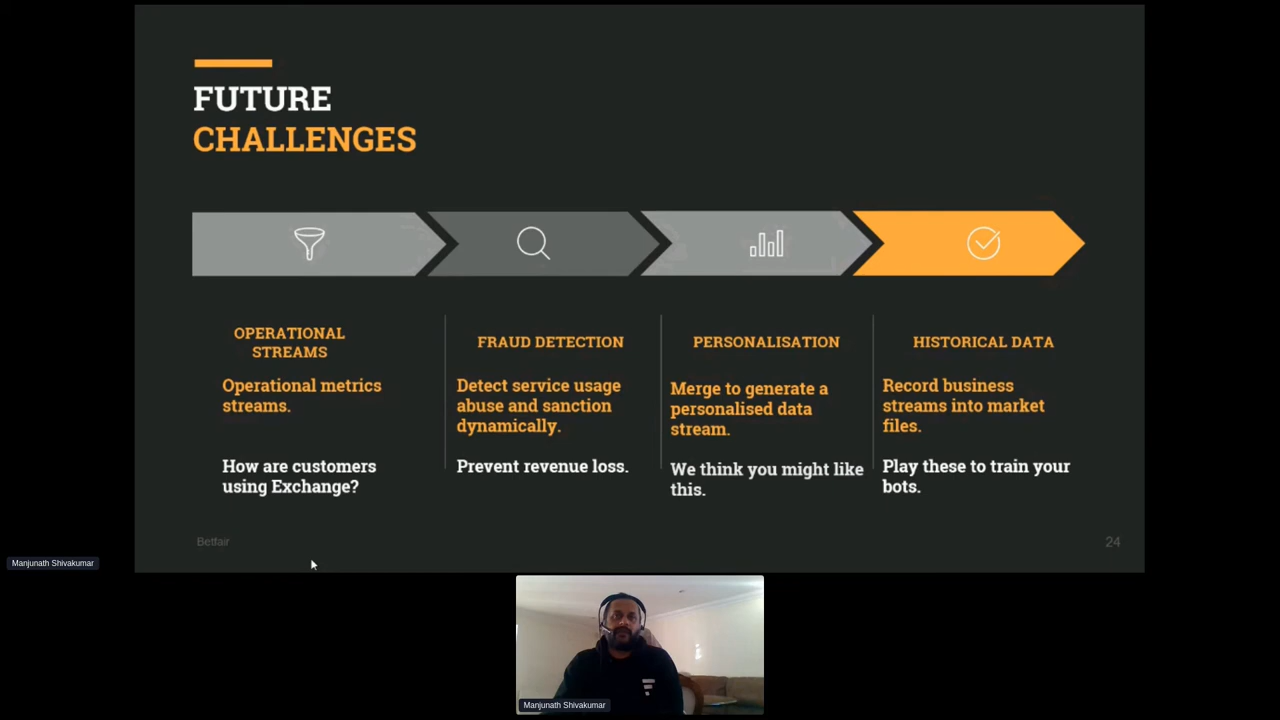 FUTURE
CHALLENGES
OPERATIONAL
STREAMS
Operational metrics
streams.
How are customers
using Exchange?
FRAUD DETECTION
Detect service usage
abuse and sanction
dynamically.
Prevent revenue loss.
PERSONALISATION
Merge to generate a
personalised data
stream.
We think you might like
this.
HISTORICAL DATA
Record business
streams into market
files.
Play these to train your
bots.
Betfair
24
Manjunath Shivakumar
Manjunath Shivakumar